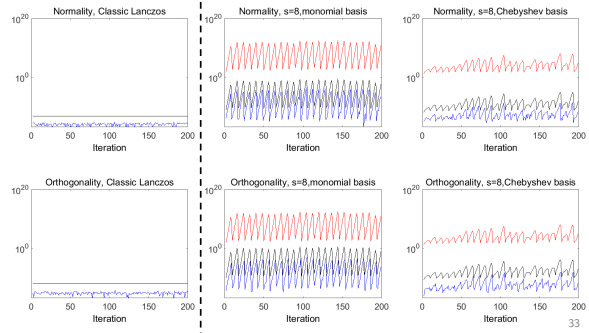 Normality, Classic Lanczos
10^20
10^0
0 50 100 150 200
Iteration
Normality, s=8,monomial basis
10^20
10^0
0 50 100 150 200
Iteration
Normality, s=8,Chebyshev basis
10^20
10^0
0 50 100 150 200
Iteration
Orthogonality, Classic Lanczos
10^20
10^0
0 50 100 150 200
Iteration
Orthogonality, s=8,monomial basis
10^20
10^0
0 50 100 150 200
Iteration
Orthogonality, s=8,Chebyshev basis
10^20
10^0
0 50 100 150 200
Iteration
33